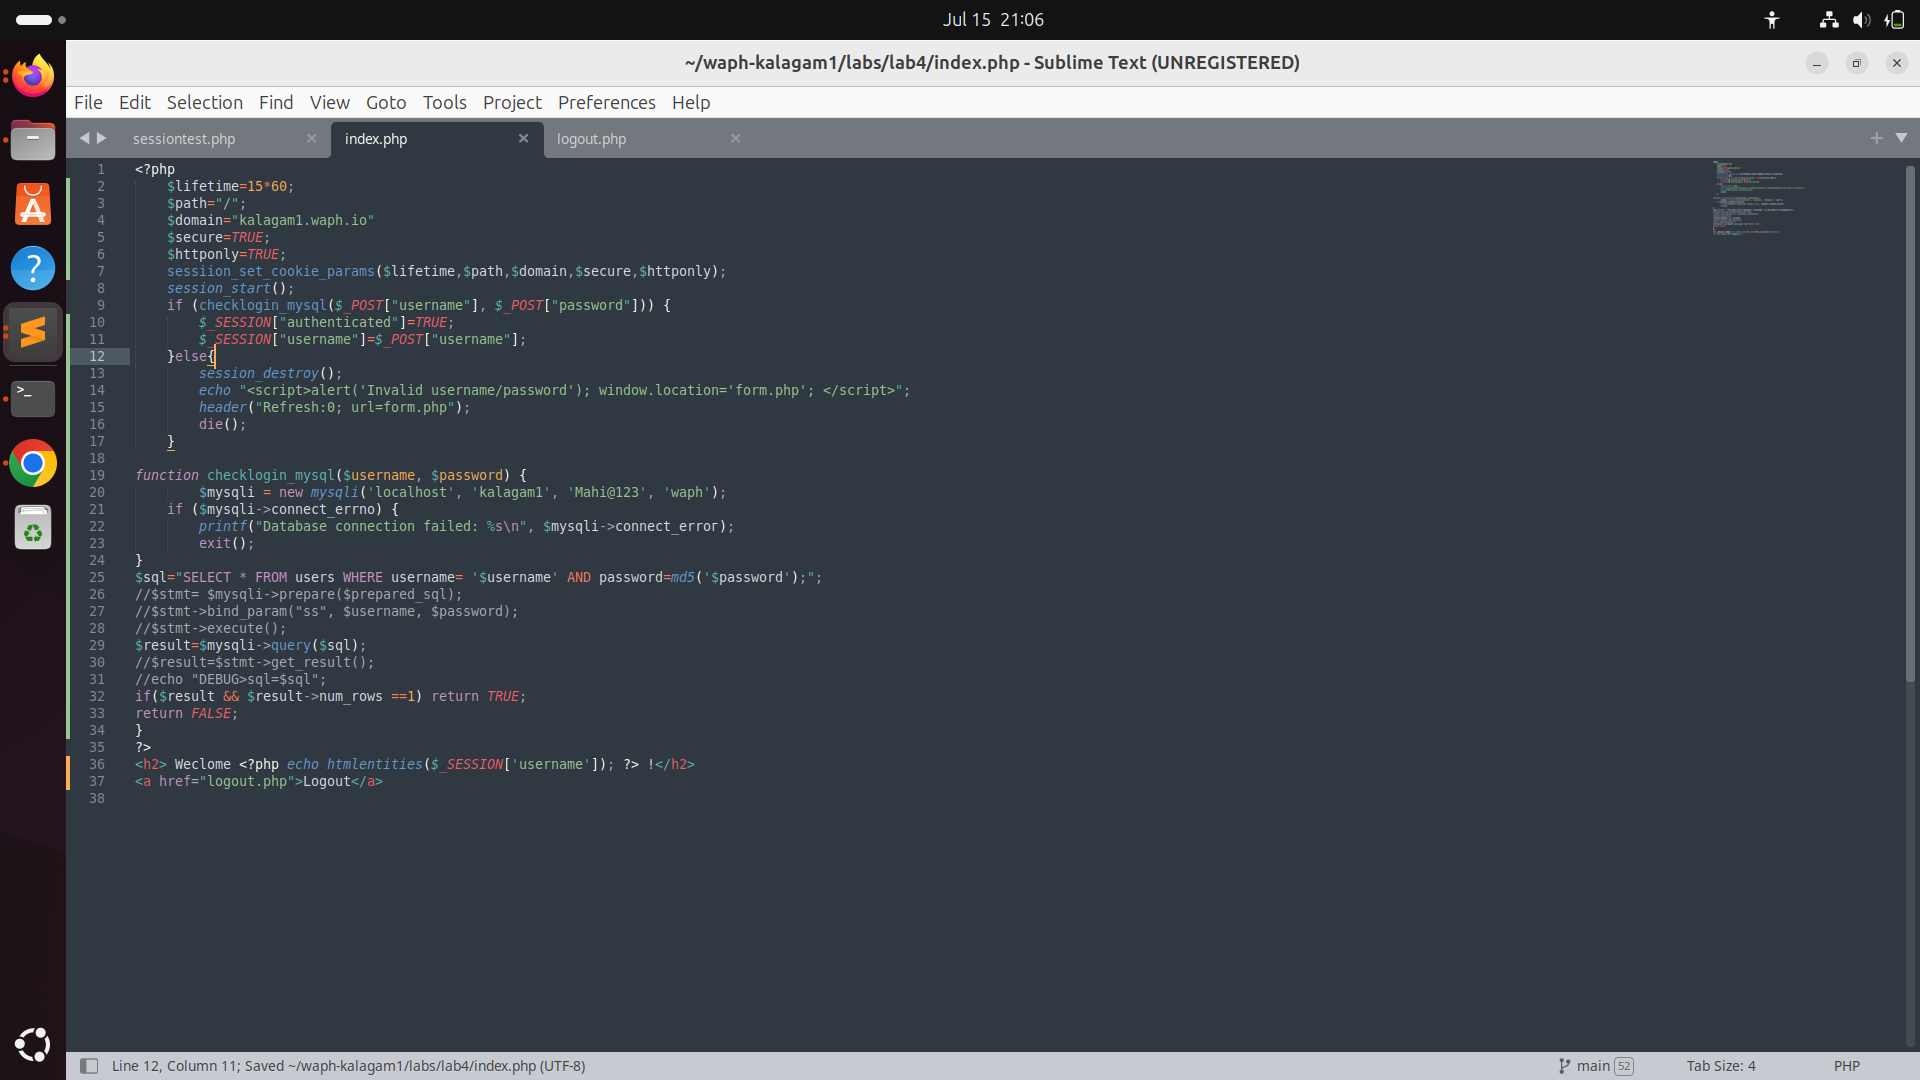 Jul 15 21:06
~/waph-kalagam1/labs/lab4/index.php - Sublime Text (UNREGISTERED)
File Edit Selection Find View Goto Tools Project Preferences Help
sessiontest.php index.php logout.php
1 <?php
2 $lifetime=15*60;
3 $path="/";
4 $domain="kalagam1.waph.io"
5 $secure=TRUE;
6 $httponly=TRUE;
7 sessiion_set_cookie_params($lifetime,$path,$domain,$secure,$httponly);
8 session_start();
9 if (checklogin_mysql($_POST["username"], $_POST["password"])) {
10 $_SESSION["authenticated"]=TRUE;
11 $_SESSION["username"]=$_POST["username"];
12 }else{
13 session_destroy();
14 echo "<script>alert('Invalid username/password'); window.location='form.php'; </script>";
15 header("Refresh:0; url=form.php");
16 die();
17 }
18
19 function checklogin_mysql($username, $password) {
20 $mysqli = new mysqli('localhost', 'kalagam1', 'Mahi@123', 'waph');
21 if ($mysqli->connect_errno) {
22 printf("Database connection failed: %s\n", $mysqli->connect_error);
23 exit();
24 }
25 $sql="SELECT * FROM users WHERE username= '$username' AND password=md5('$password');";
26 //$stmt= $mysqli->prepare($prepared_sql);
27 //$stmt->bind_param("ss", $username, $password);
28 //$stmt->execute();
29 $result=$mysqli->query($sql);
30 //$result=$stmt->get_result();
31 //echo "DEBUG>sql=$sql";
32 if($result && $result->num_rows ==1) return TRUE;
33 return FALSE;
34 }
35 ?>
36 <h2> Weclome <?php echo htmlentities($_SESSION['username']); ?> !</h2>
37 <a href="logout.php">Logout</a>
38
Line 12, Column 11; Saved ~/waph-kalagam1/labs/lab4/index.php (UTF-8) main 52 Tab Size: 4 PHP